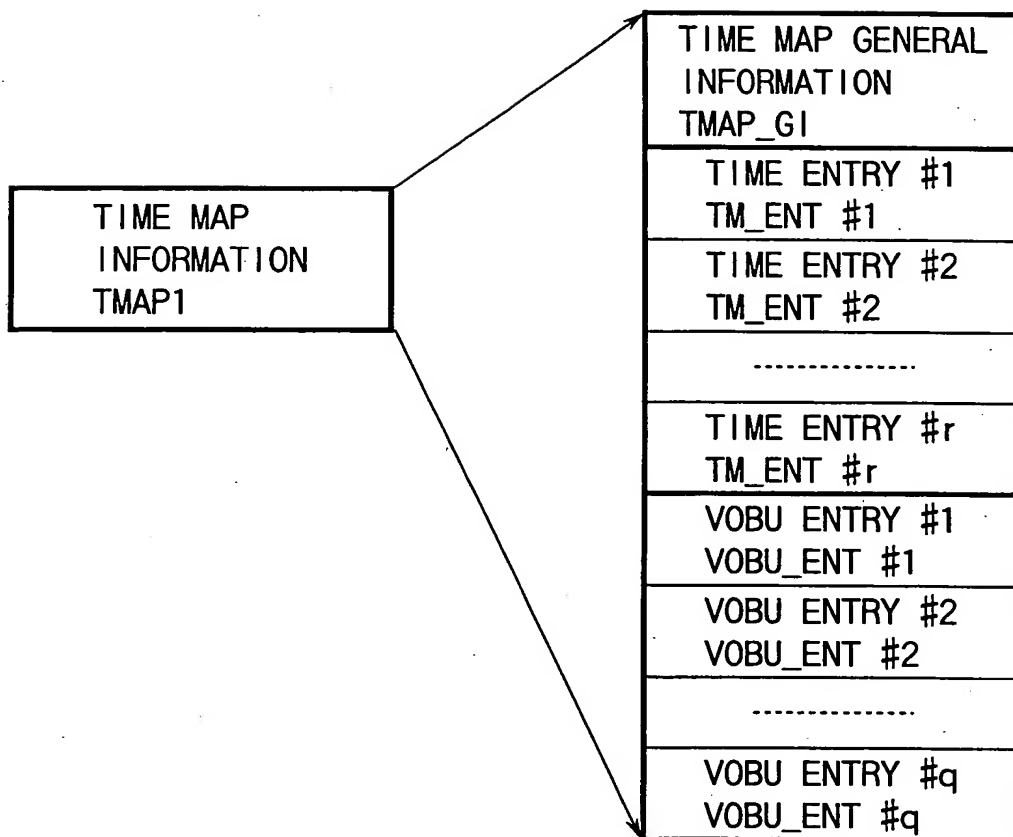 TIME MAP
INFORMATION
TMAP1
TIME MAP GENERAL
INFORMATION
TMAP_GI
TIME ENTRY #1
TM_ENT #1
TIME ENTRY #2
TM_ENT #2
TIME ENTRY #r
TM_ENT #r
VOBU ENTRY #1
VOBU_ENT #1
VOBU ENTRY #2
VOBU_ENT #2
VOBU ENTRY #q
VOBU_ENT #q